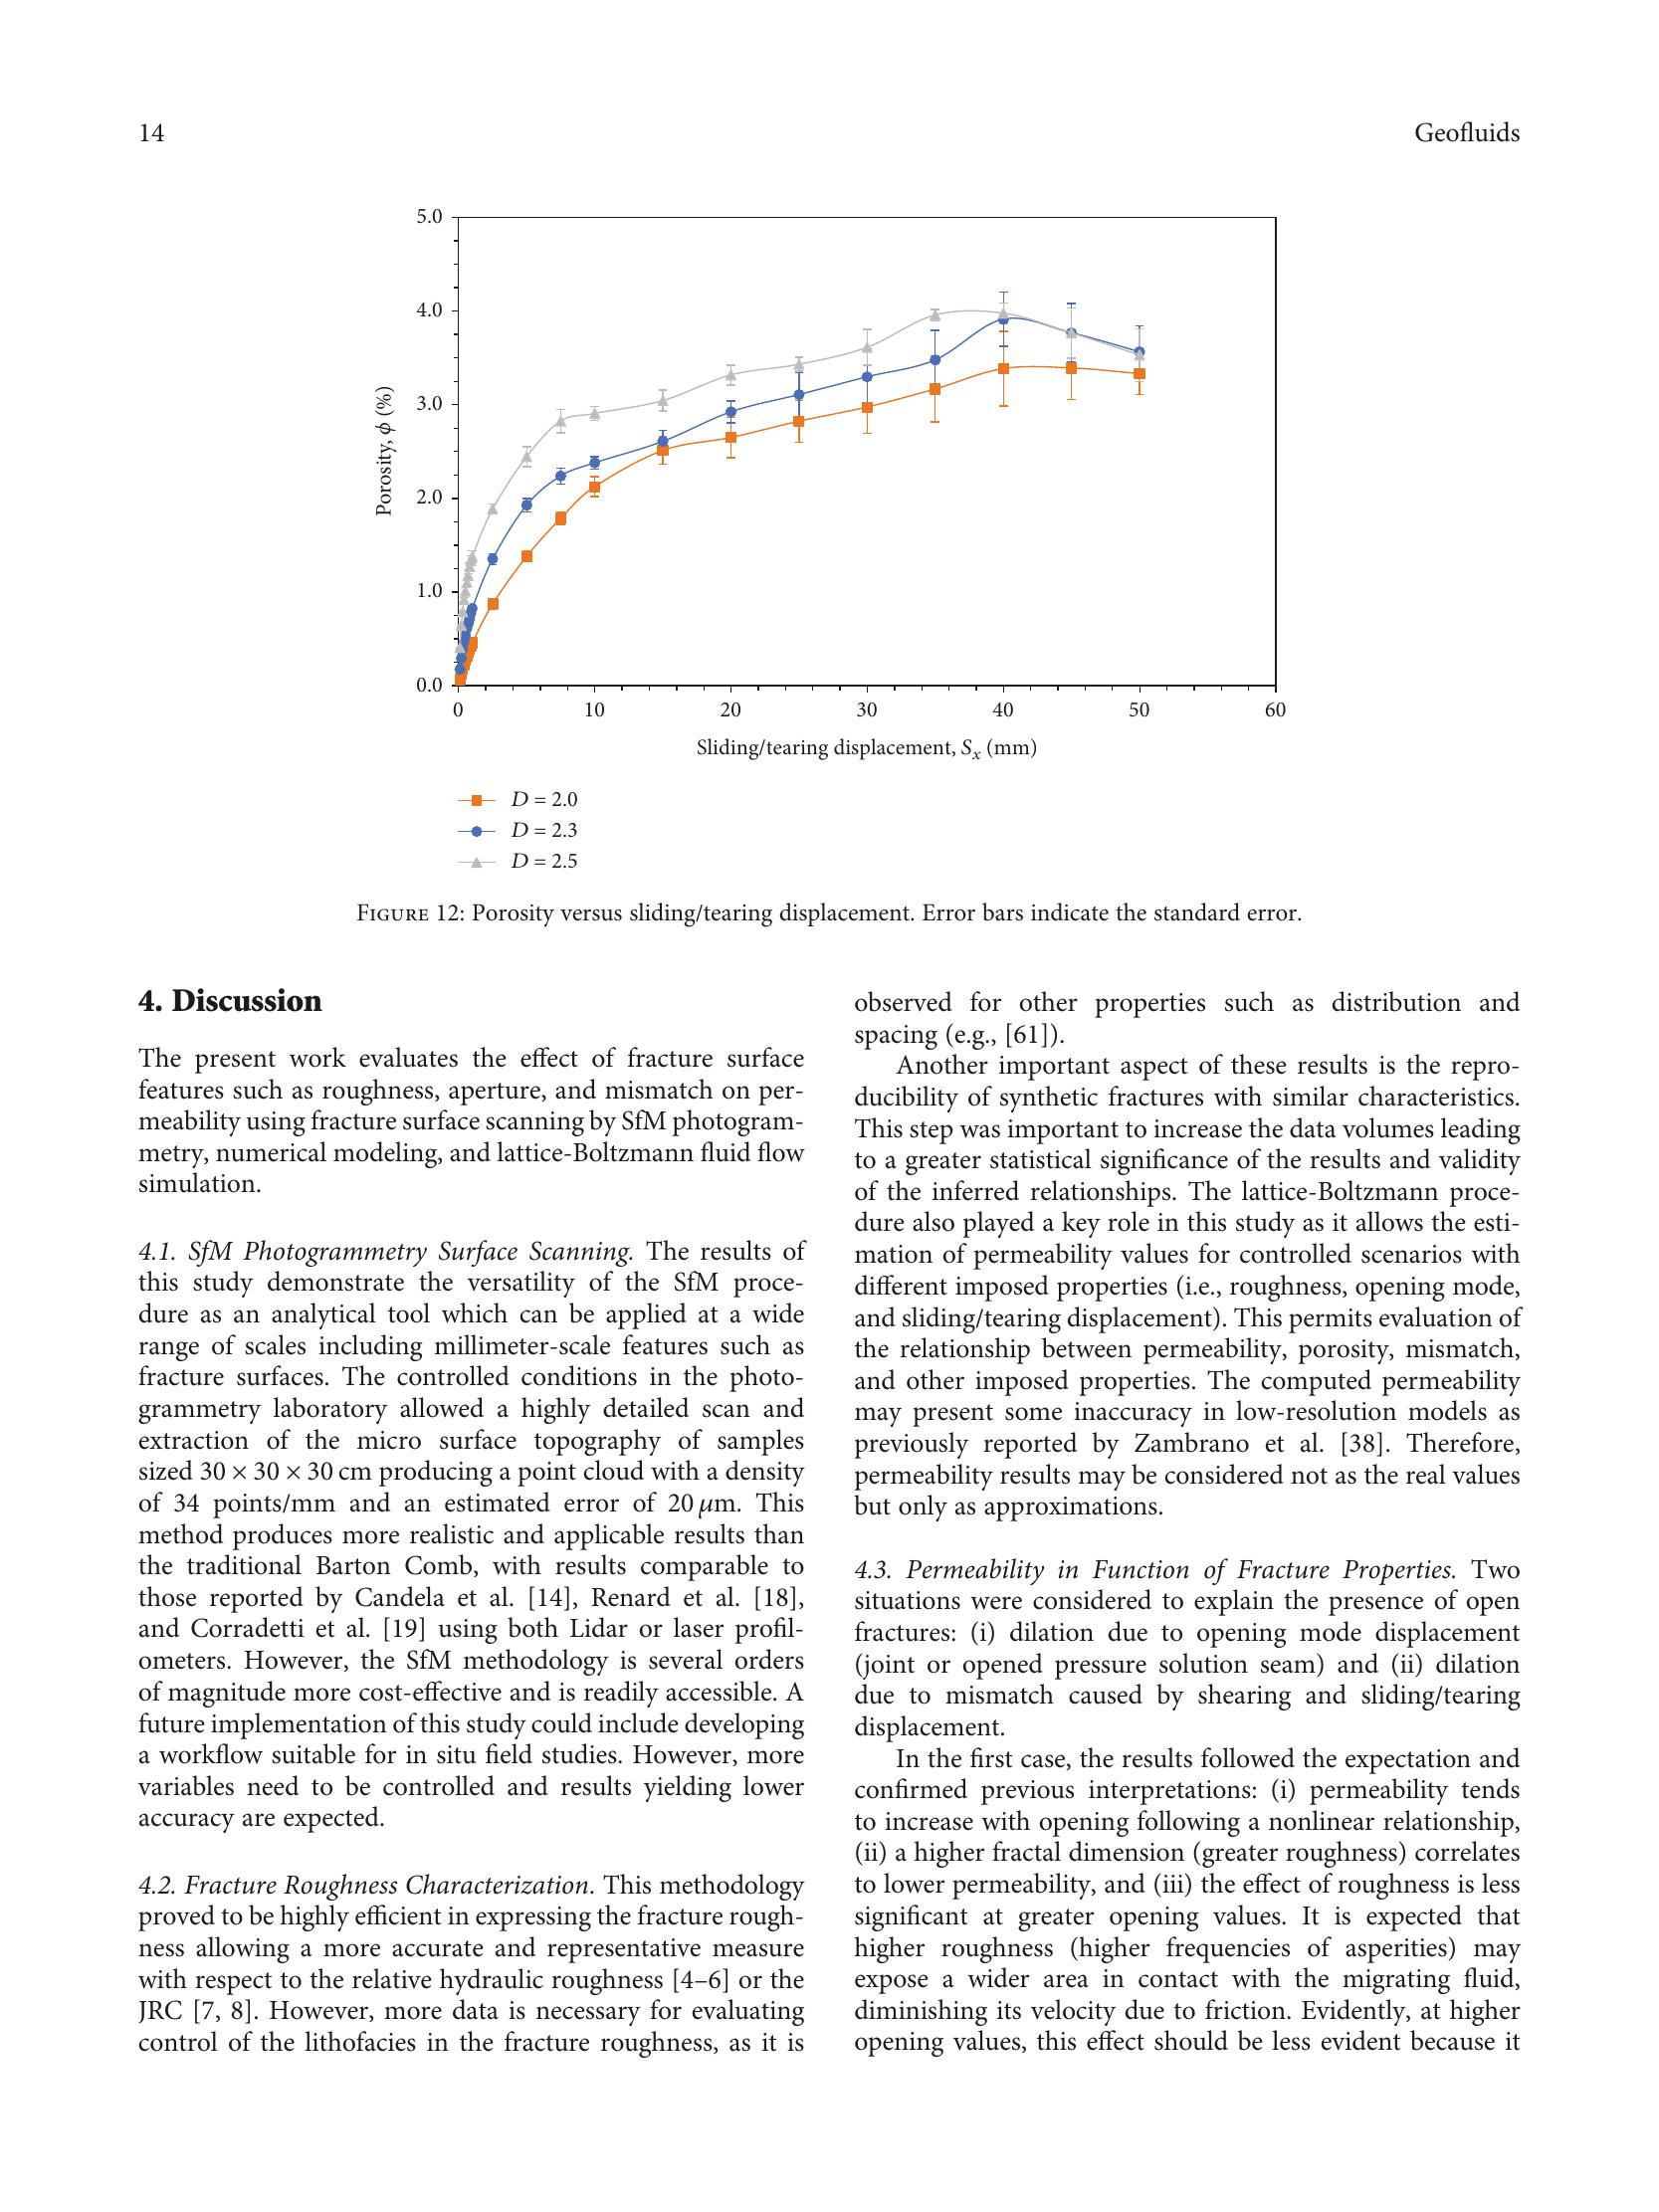 14
Geofluids
5.0
4.0
3.0
2.0
1.0
0.0
Porosity, ϕ (%)
0 10 20 30 40 50 60
Sliding/tearing displacement, Sx (mm)
D = 2.0
D = 2.3
D = 2.5
Figure 12: Porosity versus sliding/tearing displacement. Error bars indicate the standard error.
4. Discussion
The present work evaluates the effect of fracture surface
features such as roughness, aperture, and mismatch on per-
meability using fracture surface scanning by SfM photogram-
metry, numerical modeling, and lattice-Boltzmann fluid flow
simulation.
4.1. SfM Photogrammetry Surface Scanning. The results of
this study demonstrate the versatility of the SfM proce-
dure as an analytical tool which can be applied at a wide
range of scales including millimeter-scale features such as
fracture surfaces. The controlled conditions in the photo-
grammetry laboratory allowed a highly detailed scan and
extraction of the micro surface topography of samples
sized 30 × 30 × 30 cm producing a point cloud with a density
of 34 points/mm and an estimated error of 20 μm. This
method produces more realistic and applicable results than
the traditional Barton Comb, with results comparable to
those reported by Candela et al. [14], Renard et al. [18],
and Corradetti et al. [19] using both Lidar or laser profil-
ometers. However, the SfM methodology is several orders
of magnitude more cost-effective and is readily accessible. A
future implementation of this study could include developing
a workflow suitable for in situ field studies. However, more
variables need to be controlled and results yielding lower
accuracy are expected.
4.2. Fracture Roughness Characterization. This methodology
proved to be highly efficient in expressing the fracture rough-
ness allowing a more accurate and representative measure
with respect to the relative hydraulic roughness [4–6] or the
JRC [7, 8]. However, more data is necessary for evaluating
control of the lithofacies in the fracture roughness, as it is
observed for other properties such as distribution and
spacing (e.g., [61]).
Another important aspect of these results is the repro-
ducibility of synthetic fractures with similar characteristics.
This step was important to increase the data volumes leading
to a greater statistical significance of the results and validity
of the inferred relationships. The lattice-Boltzmann proce-
dure also played a key role in this study as it allows the esti-
mation of permeability values for controlled scenarios with
different imposed properties (i.e., roughness, opening mode,
and sliding/tearing displacement). This permits evaluation of
the relationship between permeability, porosity, mismatch,
and other imposed properties. The computed permeability
may present some inaccuracy in low-resolution models as
previously reported by Zambrano et al. [38]. Therefore,
permeability results may be considered not as the real values
but only as approximations.
4.3. Permeability in Function of Fracture Properties. Two
situations were considered to explain the presence of open
fractures: (i) dilation due to opening mode displacement
(joint or opened pressure solution seam) and (ii) dilation
due to mismatch caused by shearing and sliding/tearing
displacement.
In the first case, the results followed the expectation and
confirmed previous interpretations: (i) permeability tends
to increase with opening following a nonlinear relationship,
(ii) a higher fractal dimension (greater roughness) correlates
to lower permeability, and (iii) the effect of roughness is less
significant at greater opening values. It is expected that
higher roughness (higher frequencies of asperities) may
expose a wider area in contact with the migrating fluid,
diminishing its velocity due to friction. Evidently, at higher
opening values, this effect should be less evident because it